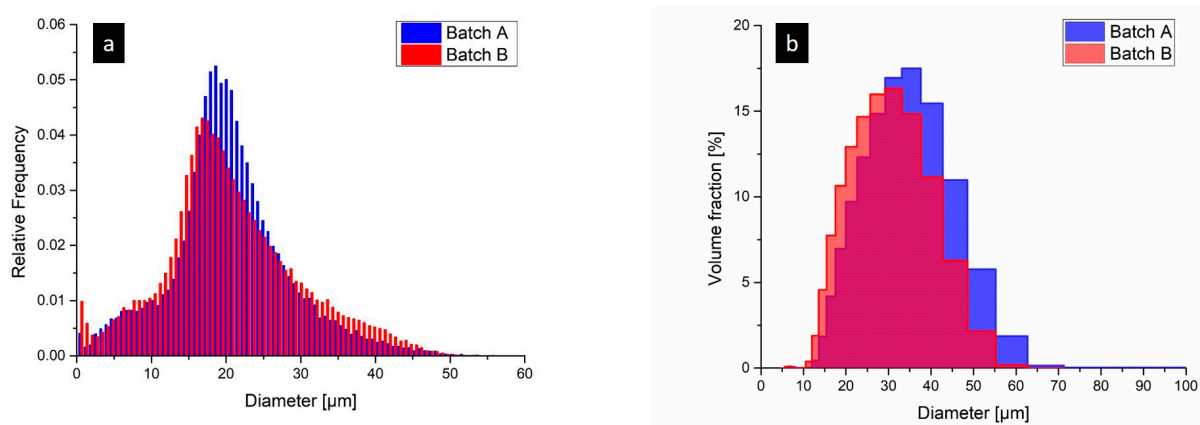 a
Batch A
Batch B
0.06
0.05
0.04
0.03
0.02
0.01
0.00
Relative Frequency
0 10 20 30 40 50 60
Diameter [µm]
b
Batch A
Batch B
20
15
10
5
0
Volume fraction [%]
0 10 20 30 40 50 60 70 80 90 100
Diameter [µm]